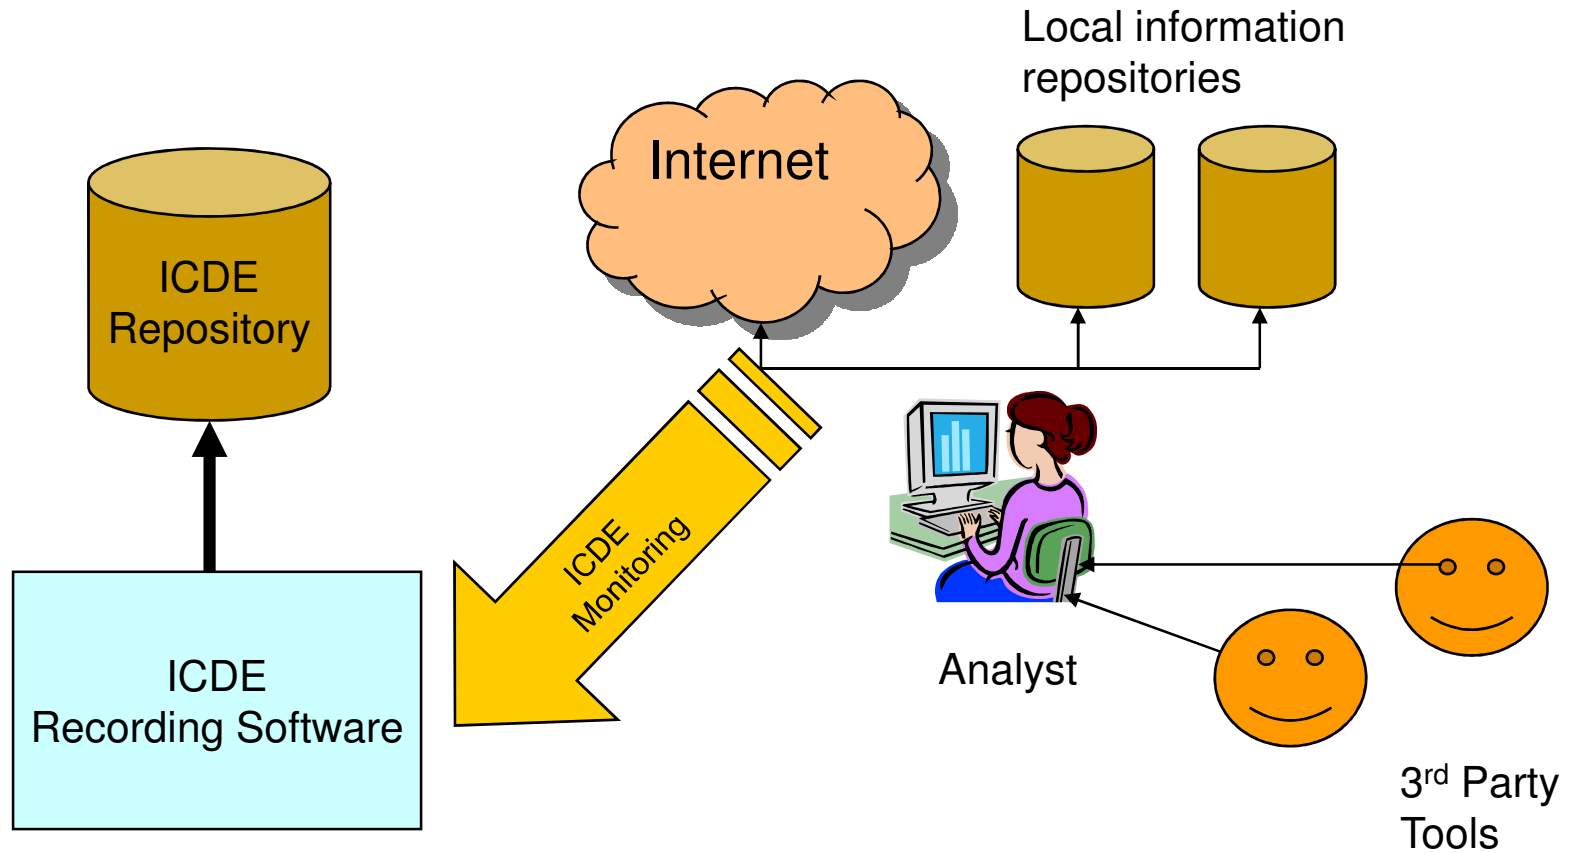 Local information
repositories
Internet
ICDE
Repository
ICDE
Monitoring
ICDE
Recording Software
Analyst
3rd Party
Tools